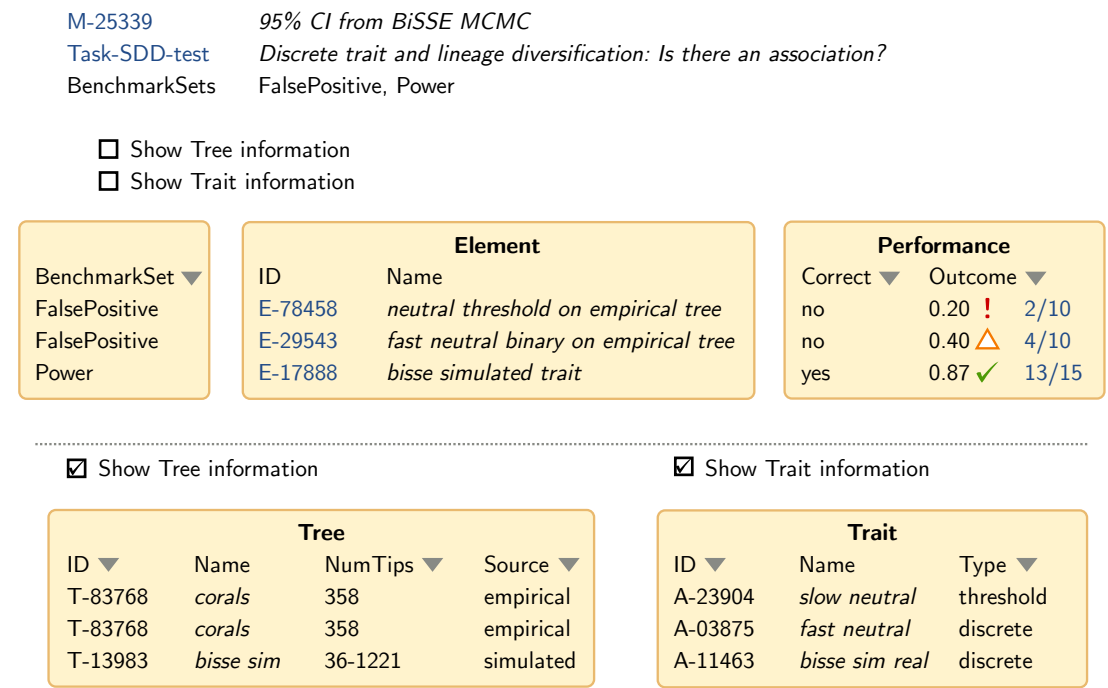 M-25339 95% CI from BiSSE MCMC
Task-SDD-test Discrete trait and lineage diversification: Is there an association?
BenchmarkSets FalsePositive, Power
Show Tree information
Show Trait information
Element Performance
BenchmarkSet ID Name Correct Outcome
FalsePositive E-78458 neutral threshold on empirical tree no 0.20 ! 2/10
FalsePositive E-29543 fast neutral binary on empirical tree no 0.40 4/10
Power E-17888 bisse simulated trait yes 0.87 ✓ 13/15
Show Tree information Show Trait information
Tree Trait
ID Name NumTips Source ID Name Type
T-83768 corals 358 empirical A-23904 slow neutral threshold
T-83768 corals 358 empirical A-03875 fast neutral discrete
T-13983 bisse sim 36-1221 simulated A-11463 bisse sim real discrete